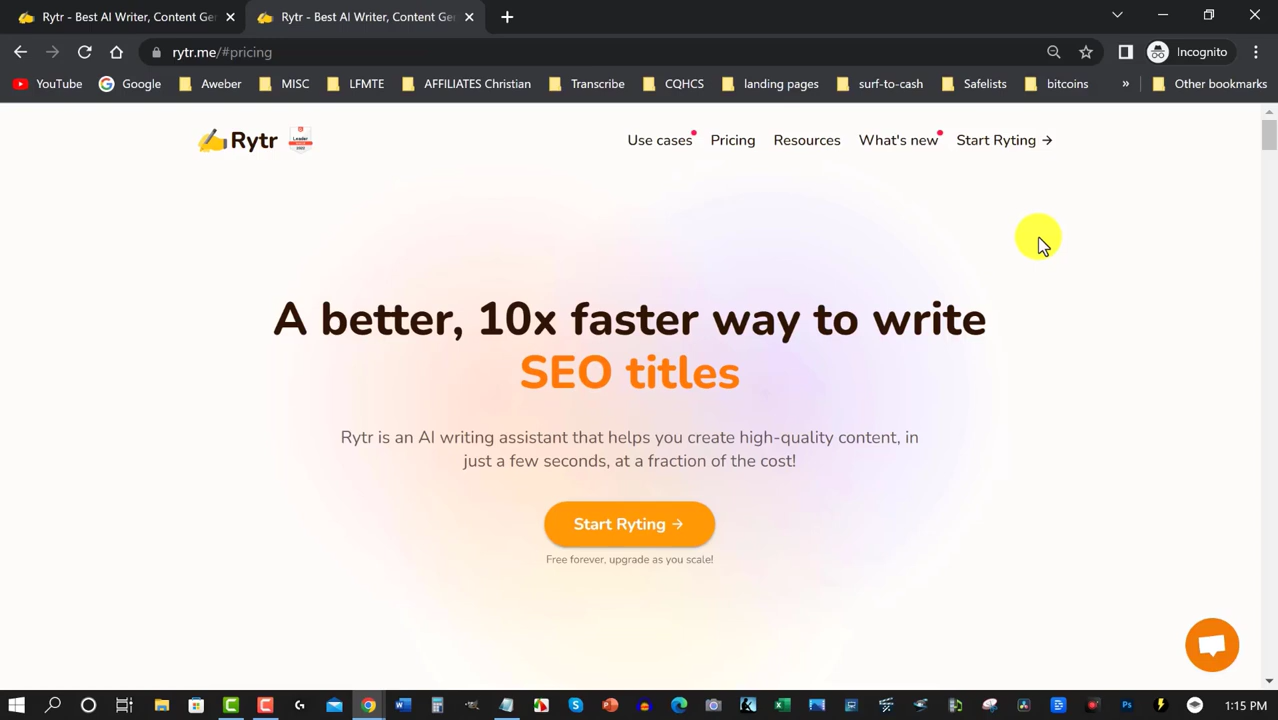 Rytr - Best AI Writer, Content Ger
Rytr - Best AI Writer, Content Ge
rytr.me/#pricing
Incognito
YouTube
Google
Aweber
MISC
LFMTE
AFFILIATES Christian
Transcribe
CQHCS
landing pages
surf-to-cash
Safelists
bitcoins
»
Other bookmarks
Rytr
Leader
2022
Use cases
Pricing
Resources
What's new
Start Ryting →
A better, 10x faster way to write
SEO titles
Rytr is an AI writing assistant that helps you create high-quality content, in
just a few seconds, at a fraction of the cost!
Start Ryting →
Free forever, upgrade as you scale!
1:15 PM